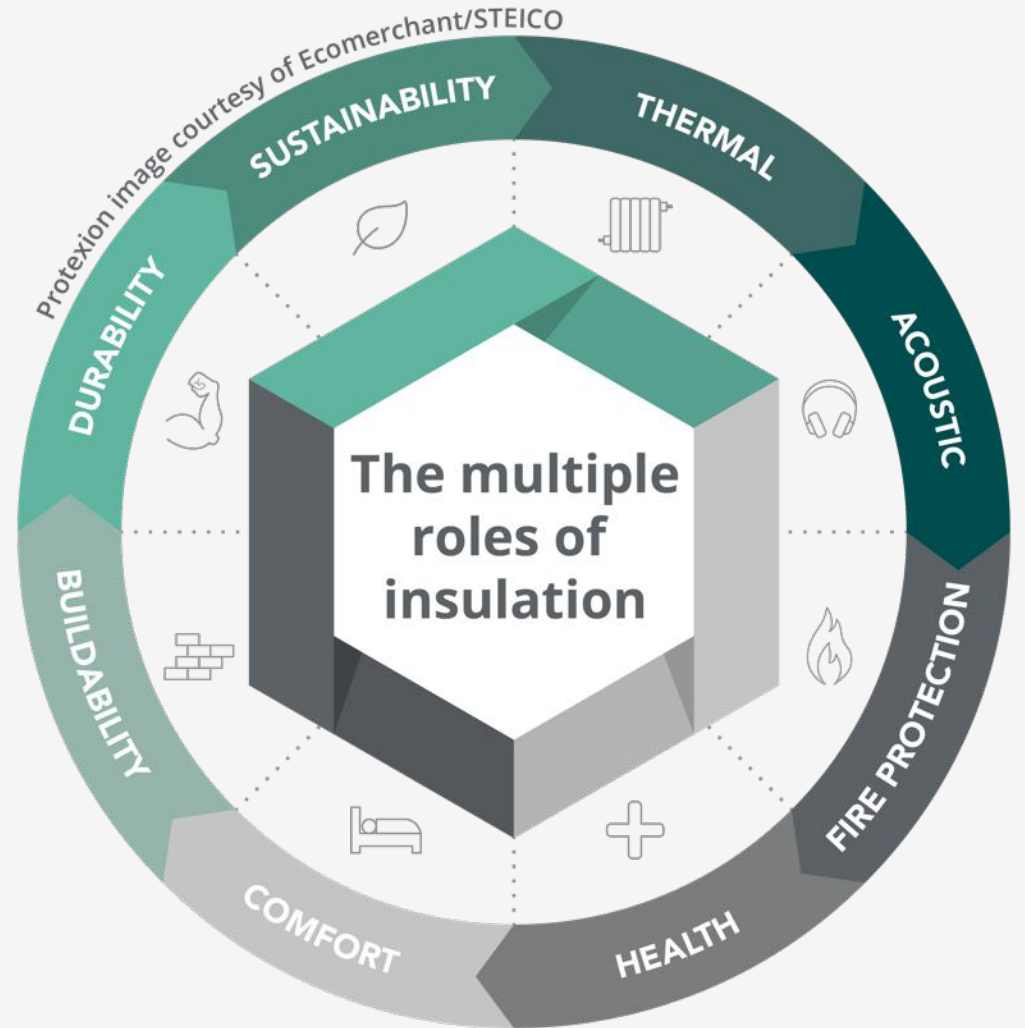 Protexion image courtesy of Ecomerchant/STEICO
SUSTAINABILITY
THERMAL
ACOUSTIC
FIRE PROTECTION
HEALTH
COMFORT
BUILDABILITY
DURABILITY
The multiple
roles of
insulation